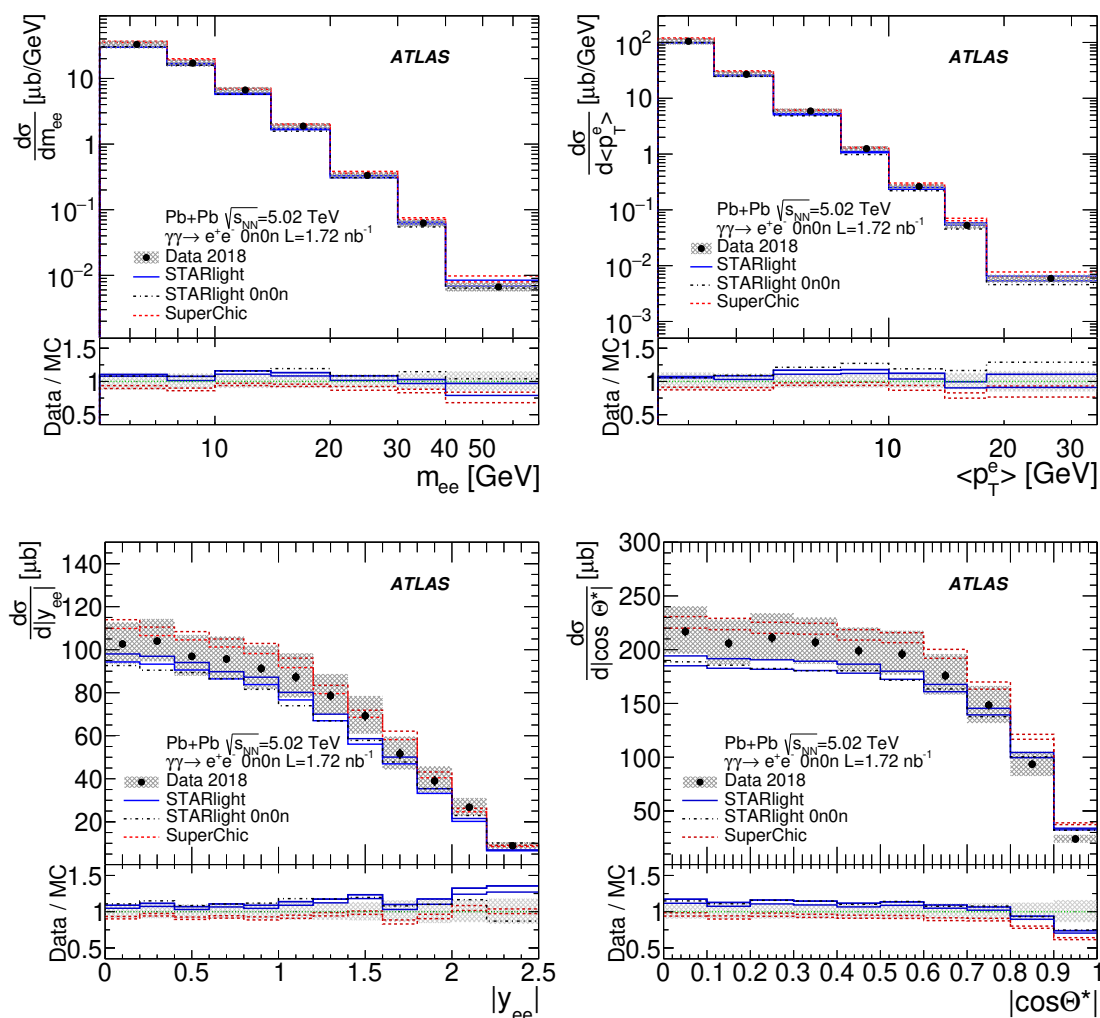 dσ/dm_ee [μb/GeV]
10
1
10⁻¹
10⁻²
ATLAS
Pb+Pb √s_NN=5.02 TeV
γγ→ e⁺e⁻ 0n0n L=1.72 nb⁻¹
Data 2018
STARlight
STARlight 0n0n
SuperChic
Data / MC
1.5
1
0.5
10 20 30 40 50
m_ee [GeV]
dσ/d<p_T^e> [μb/GeV]
10²
10
1
10⁻¹
10⁻²
10⁻³
ATLAS
Pb+Pb √s_NN=5.02 TeV
γγ→ e⁺e⁻ 0n0n L=1.72 nb⁻¹
Data 2018
STARlight
STARlight 0n0n
SuperChic
Data / MC
1.5
1
0.5
10 20 30
<p_T^e> [GeV]
dσ/d|y_ee| [μb]
140
120
100
80
60
40
20
ATLAS
Pb+Pb √s_NN=5.02 TeV
γγ→ e⁺e⁻ 0n0n L=1.72 nb⁻¹
Data 2018
STARlight
STARlight 0n0n
SuperChic
Data / MC
1.5
1
0.5
0 0.5 1 1.5 2 2.5
|y_ee|
dσ/d|cos Θ*| [μb]
300
250
200
150
100
50
0
ATLAS
Pb+Pb √s_NN=5.02 TeV
γγ→ e⁺e⁻ 0n0n L=1.72 nb⁻¹
Data 2018
STARlight
STARlight 0n0n
SuperChic
Data / MC
1.5
1
0.5
0 0.1 0.2 0.3 0.4 0.5 0.6 0.7 0.8 0.9 1
|cosΘ*|